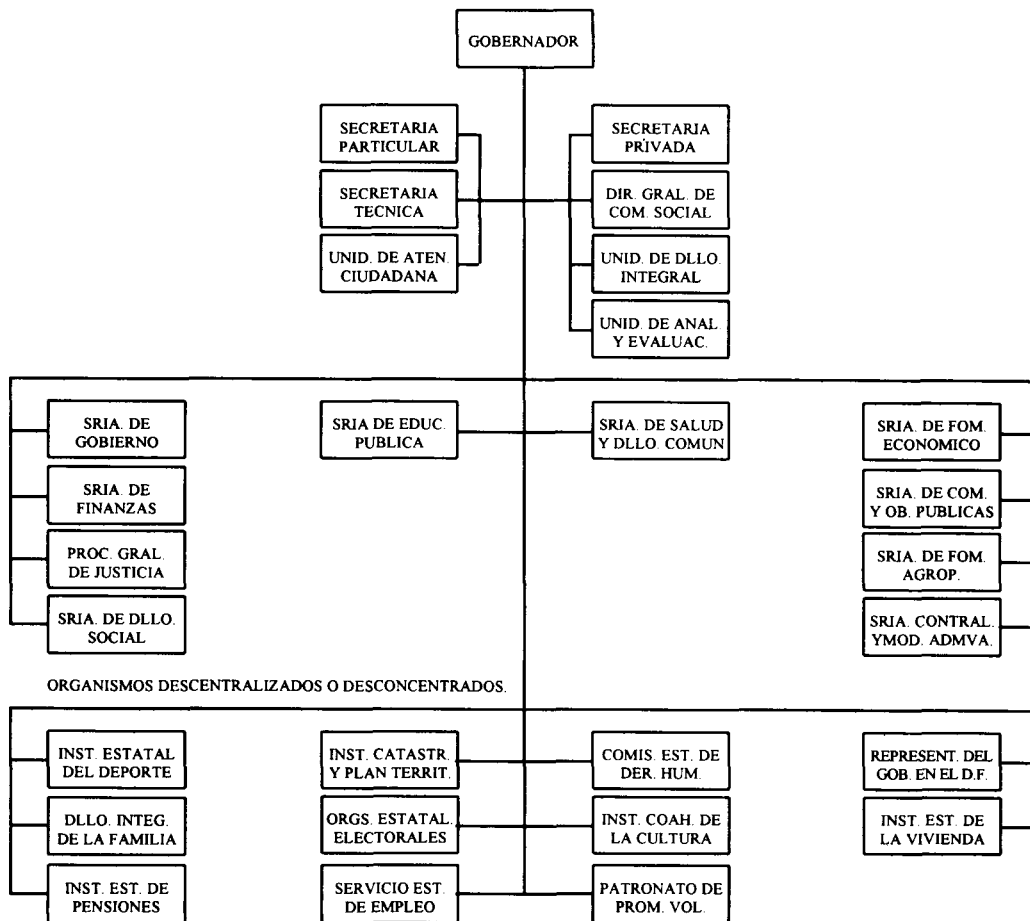 GOBERNADOR
SECRETARIA
PARTICULAR
SECRETARIA
PRIVADA
SECRETARIA
TECNICA
DIR. GRAL. DE
COM. SOCIAL
UNID. DE ATEN.
CIUDADANA
UNID. DE DLLO.
INTEGRAL
UNID. DE ANAL.
Y EVALUAC.
SRIA. DE
GOBIERNO
SRIA DE EDUC.
PUBLICA
SRIA. DE SALUD
Y DLLO. COMUN
SRIA. DE FOM.
ECONOMICO
SRIA. DE
FINANZAS
SRIA. DE COM.
Y OB. PUBLICAS
PROC. GRAL.
DE JUSTICIA
SRIA. DE FOM.
AGROP.
SRIA. DE DLLO.
SOCIAL
SRIA. CONTRAL.
YMOD. ADMVA.
ORGANISMOS DESCENTRALIZADOS O DESCONCENTRADOS.
INST. ESTATAL
DEL DEPORTE
INST. CATASTR.
Y PLAN TERRIT.
COMIS. EST. DE
DER. HUM.
REPRESENT. DEL
GOB. EN EL D.F.
DLLO. INTEG.
DE LA FAMILIA
ORGS. ESTATAL.
ELECTORALES
INST. COAH. DE
LA CULTURA
INST. EST. DE
LA VIVIENDA
INST. EST. DE
PENSIONES
SERVICIO EST.
DE EMPLEO
PATRONATO DE
PROM. VOL.